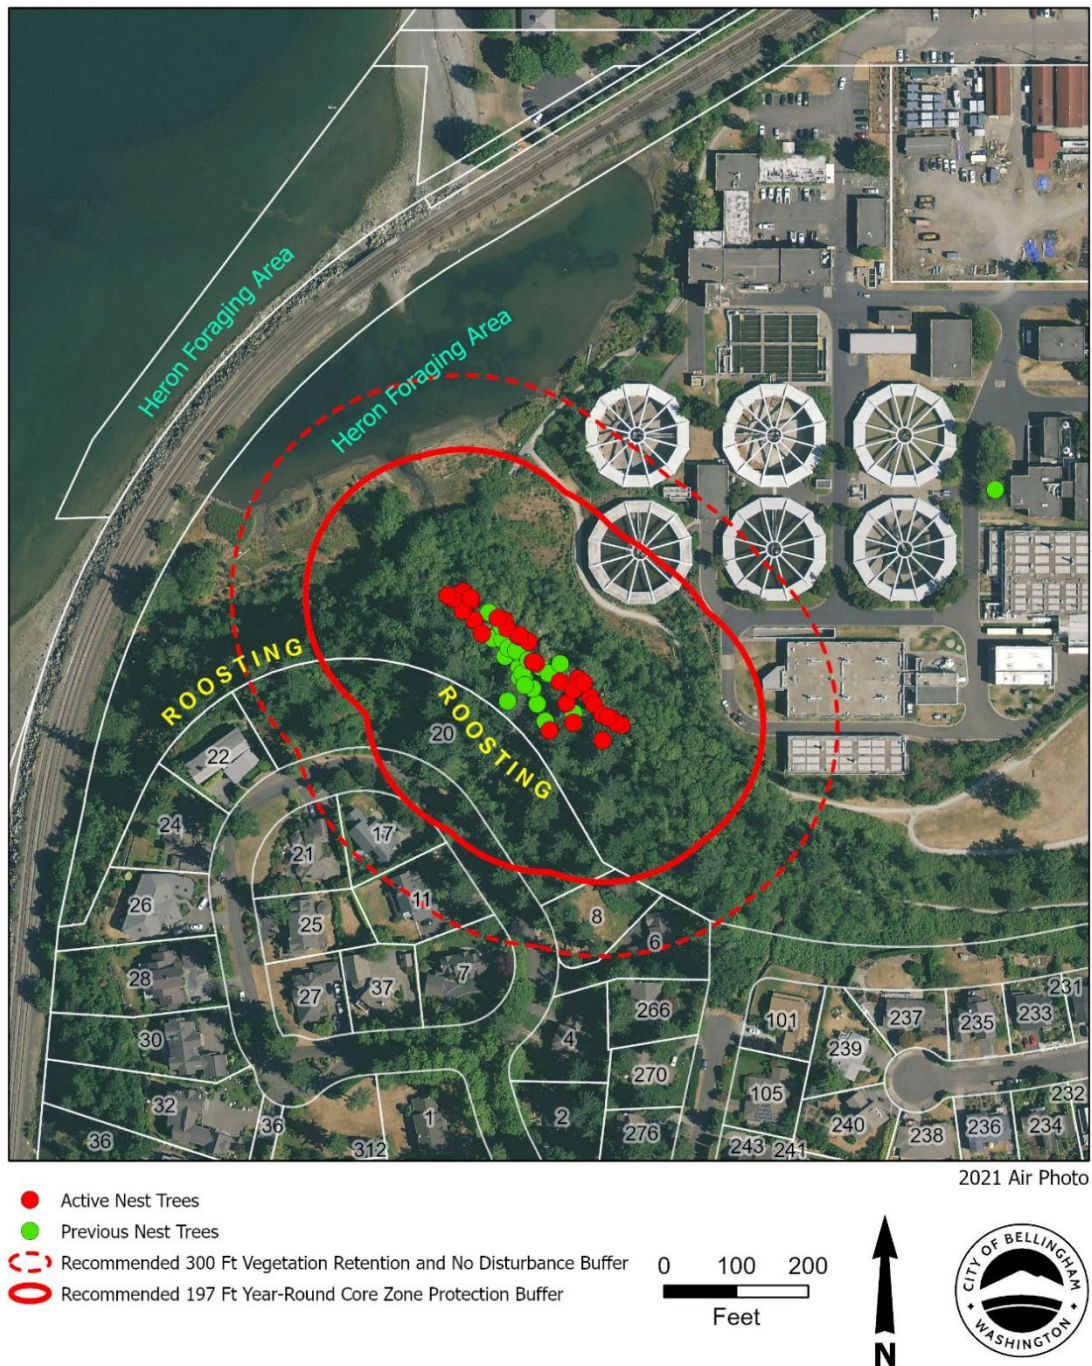 Heron Foraging Area
Heron Foraging Area
ROOSTING
ROOSTING
20
22
24
17
21
26
11
25
8
6
28
27
37
7
266
101
237
235
233
231
30
4
239
270
105
32
36
36
312
1
2
276
243
241
240
238
236
234
232
2021 Air Photo
Active Nest Trees
Previous Nest Trees
Recommended 300 Ft Vegetation Retention and No Disturbance Buffer
Recommended 197 Ft Year-Round Core Zone Protection Buffer
0 100 200
Feet
N
CITY OF BELLINGHAM
WASHINGTON